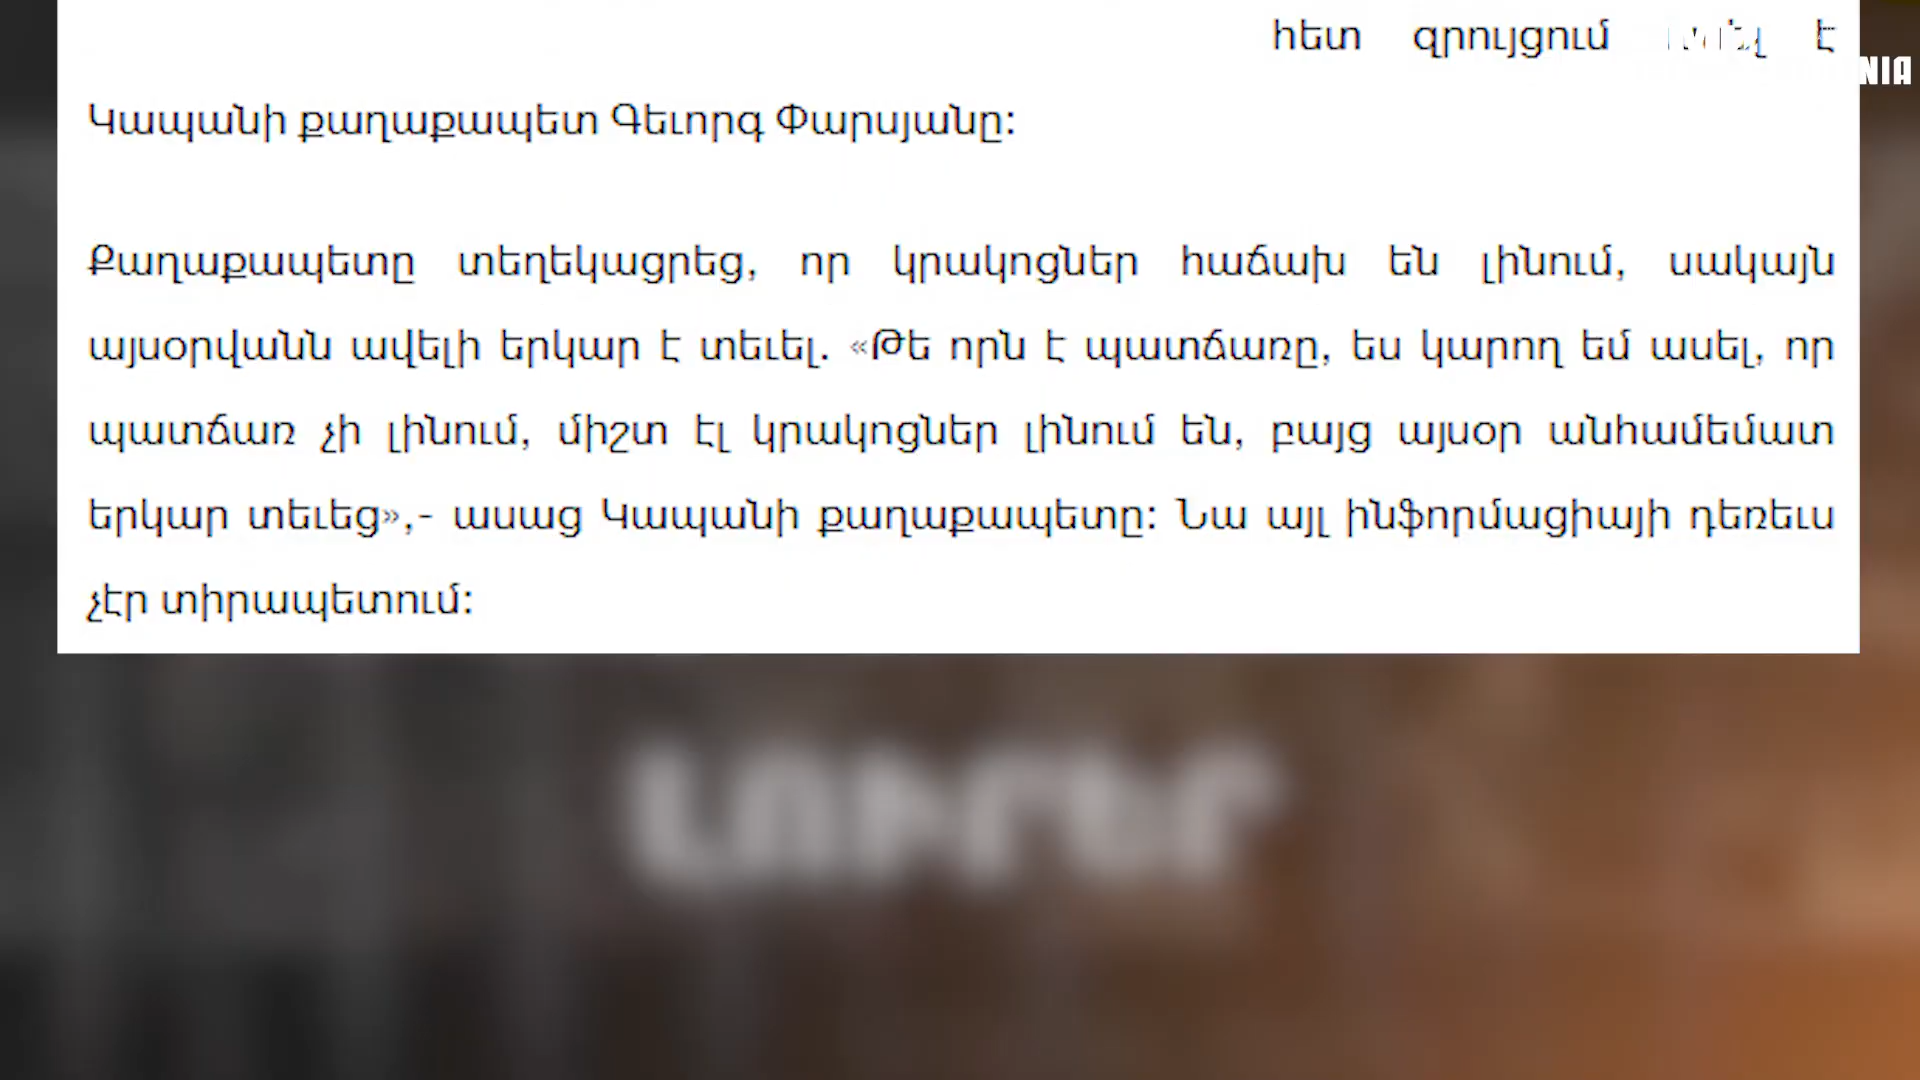 հետ զրույցում է
NIA
Կապանի քաղաքապետ Գեւորգ Փարսյանը:
Քաղաքապետը տեղեկացրեց, որ կրակոցներ հաճախ են լինում, սակայն
այսօրվանն ավելի երկար է տեւել. «Թե որն է պատճառը, ես կարող եմ ասել, որ
պատճառ չի լինում, միշտ էլ կրակոցներ լինում են, բայց այսօր անհամեմատ
երկար տեւեց»,- ասաց Կապանի քաղաքապետը: Նա այլ ինֆորմացիայի դեռեւս
չէր տիրապետում:
ԼՈՒՐԵՐ